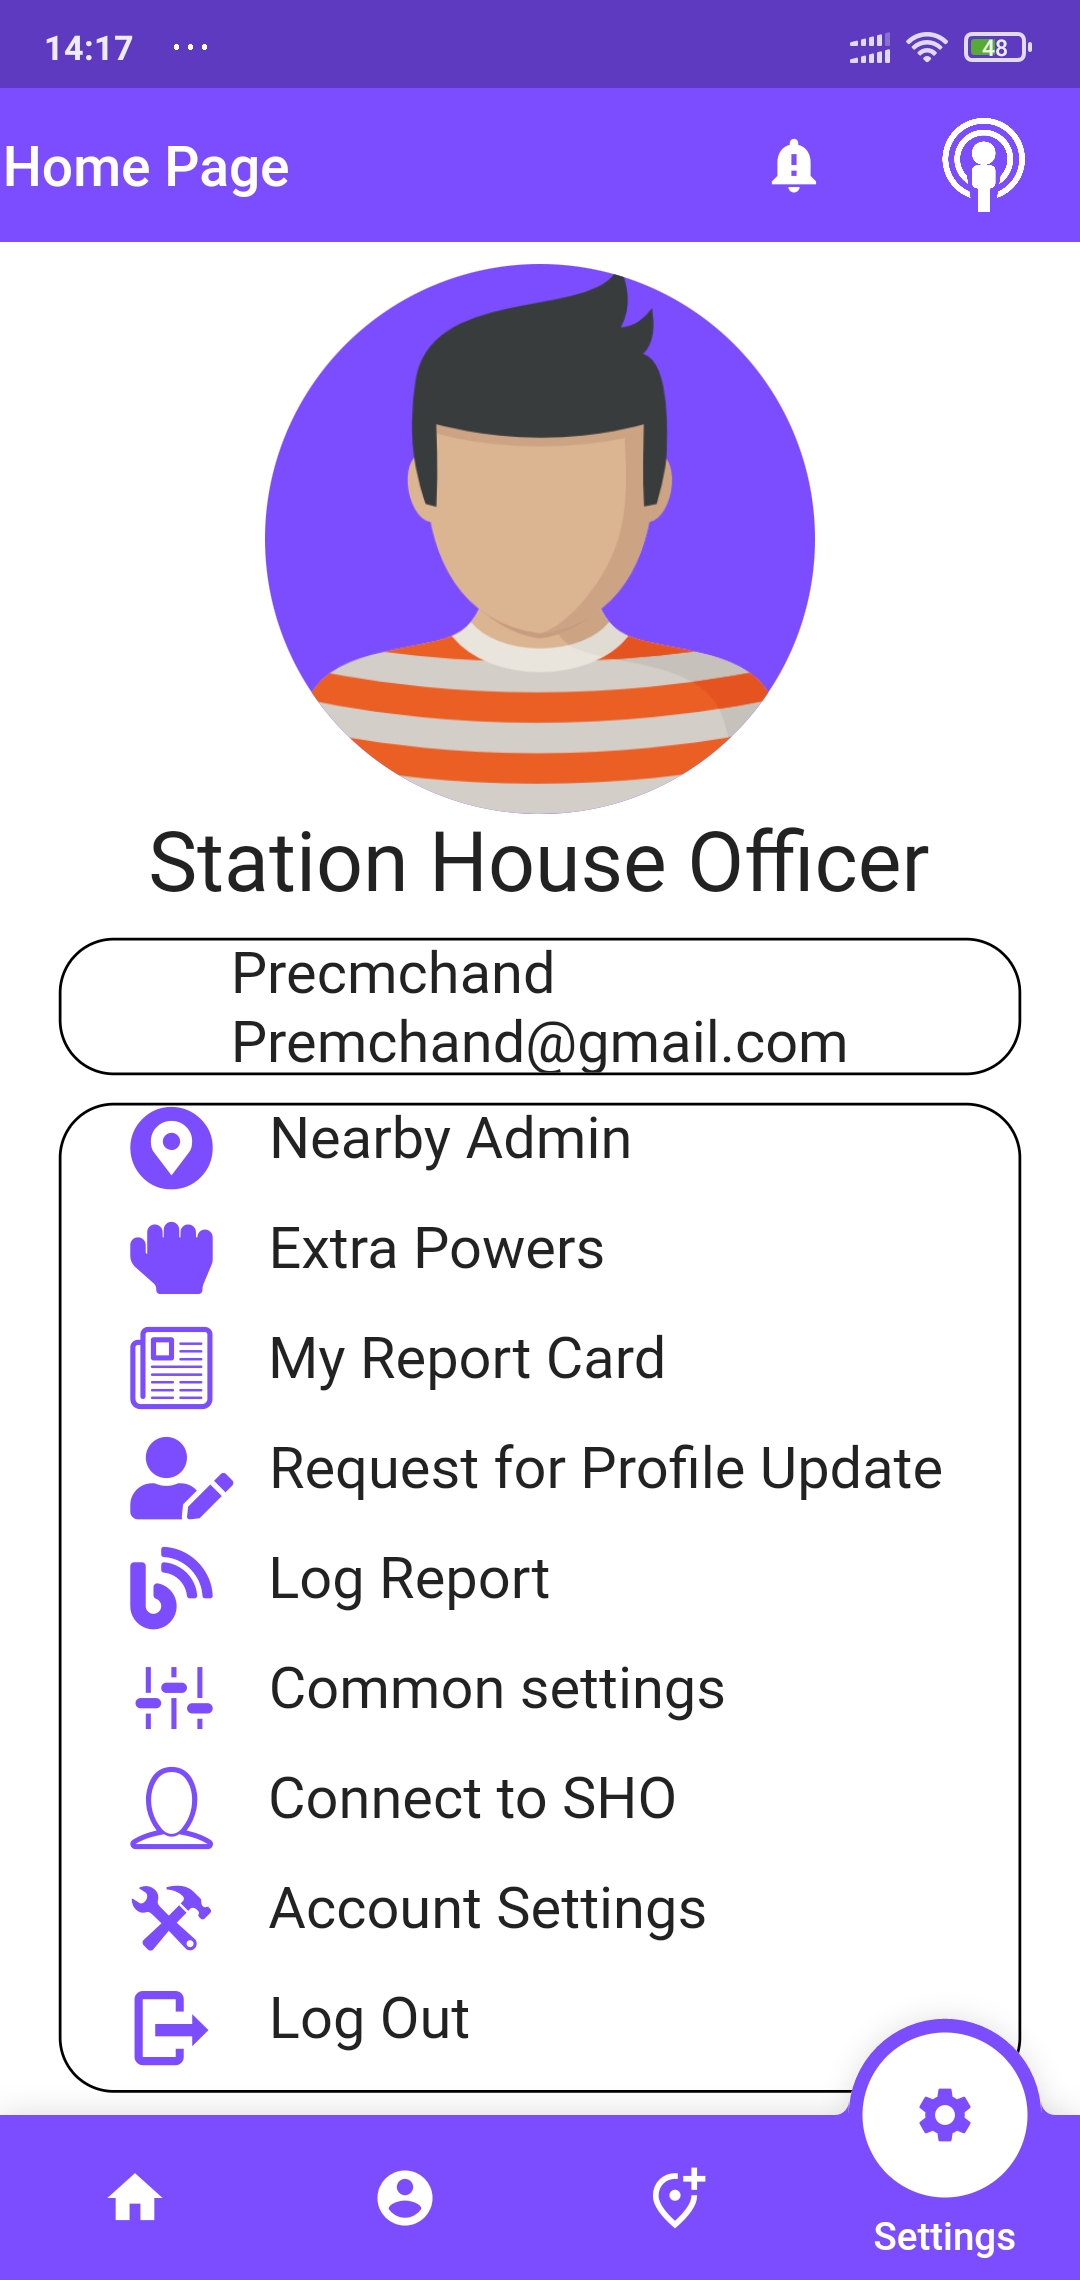 14:17
48
Home Page
Station House Officer
Precmchand
Premchand@gmail.com
Nearby Admin
Extra Powers
My Report Card
Request for Profile Update
Log Report
Common settings
Connect to SHO
Account Settings
Log Out
Settings